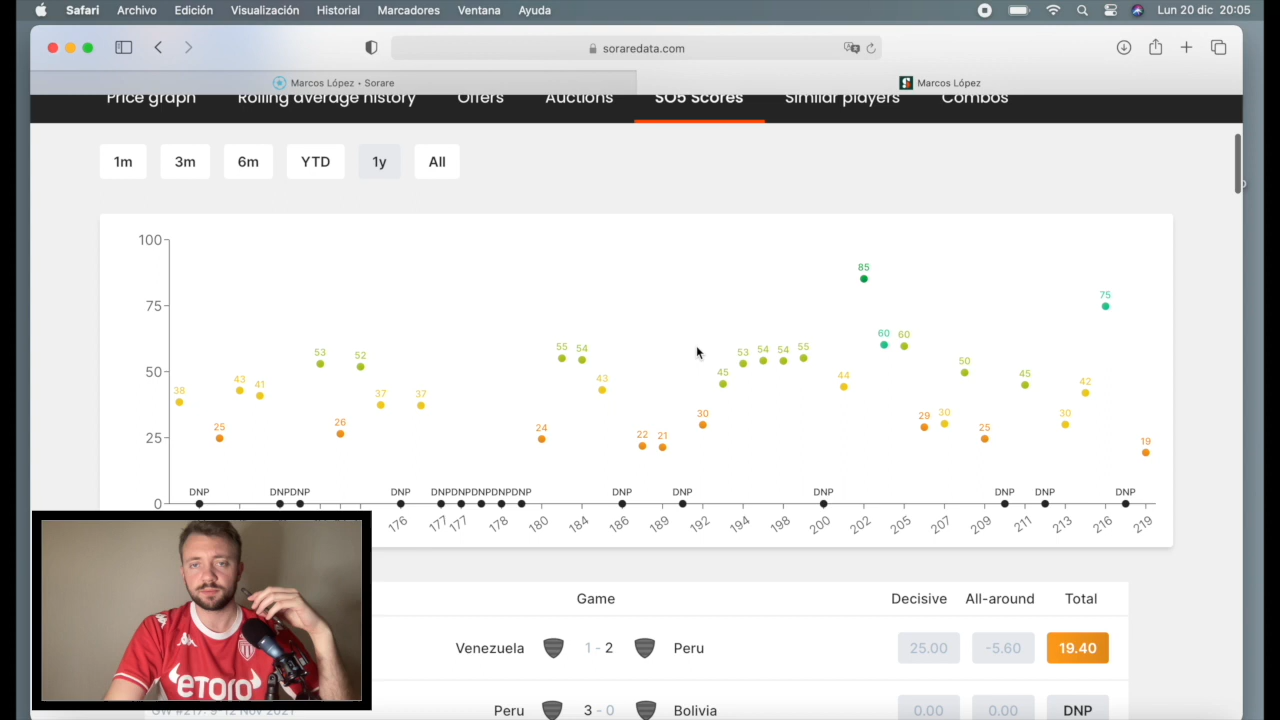 Safari Archivo Edición Visualización Historial Marcadores Ventana Ayuda Lun 20 dic 20:05
soraredata.com
Marcos López • Sorare Marcos López
Price graph Rolling average history Offers Auctions SO5 Scores Similar players Combos
1m 3m 6m YTD 1y All
100
85
75
75
60 60
55 54 53 54 54 55
53 52
50
50
45 45
43 41 43 44 42
38 37 37
30 30 30
29
25 26 24 25
25
22 21
19
DNP DNPDNP DNP DNPDNPDNPDNPDNP DNP DNP DNP DNP DNP DNP
0
176 177 177 178 180 184 186 189 192 194 198 200 202 205 207 209 211 213 216 219
Game Decisive All-around Total
Venezuela 1 - 2 Peru 25.00 -5.60 19.40
GW #217: 9-12 Nov 2021 Peru 3 - 0 Bolivia 0.00 0.00 DNP
eTORO